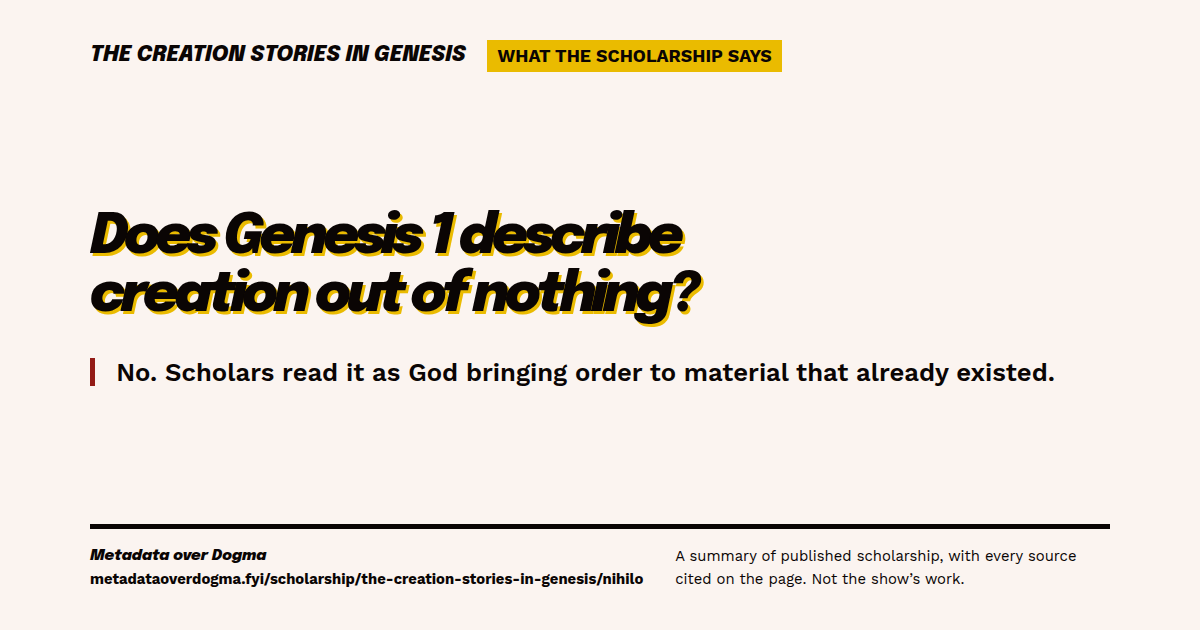 THE CREATION STORIES IN GENESIS
WHAT THE SCHOLARSHIP SAYS
Does Genesis 1 describe
creation out of nothing?
No. Scholars read it as God bringing order to material that already existed.
Metadata over Dogma
metadataoverdogma.fyi/scholarship/the-creation-stories-in-genesis/nihilo
A summary of published scholarship, with every source
cited on the page. Not the show’s work.